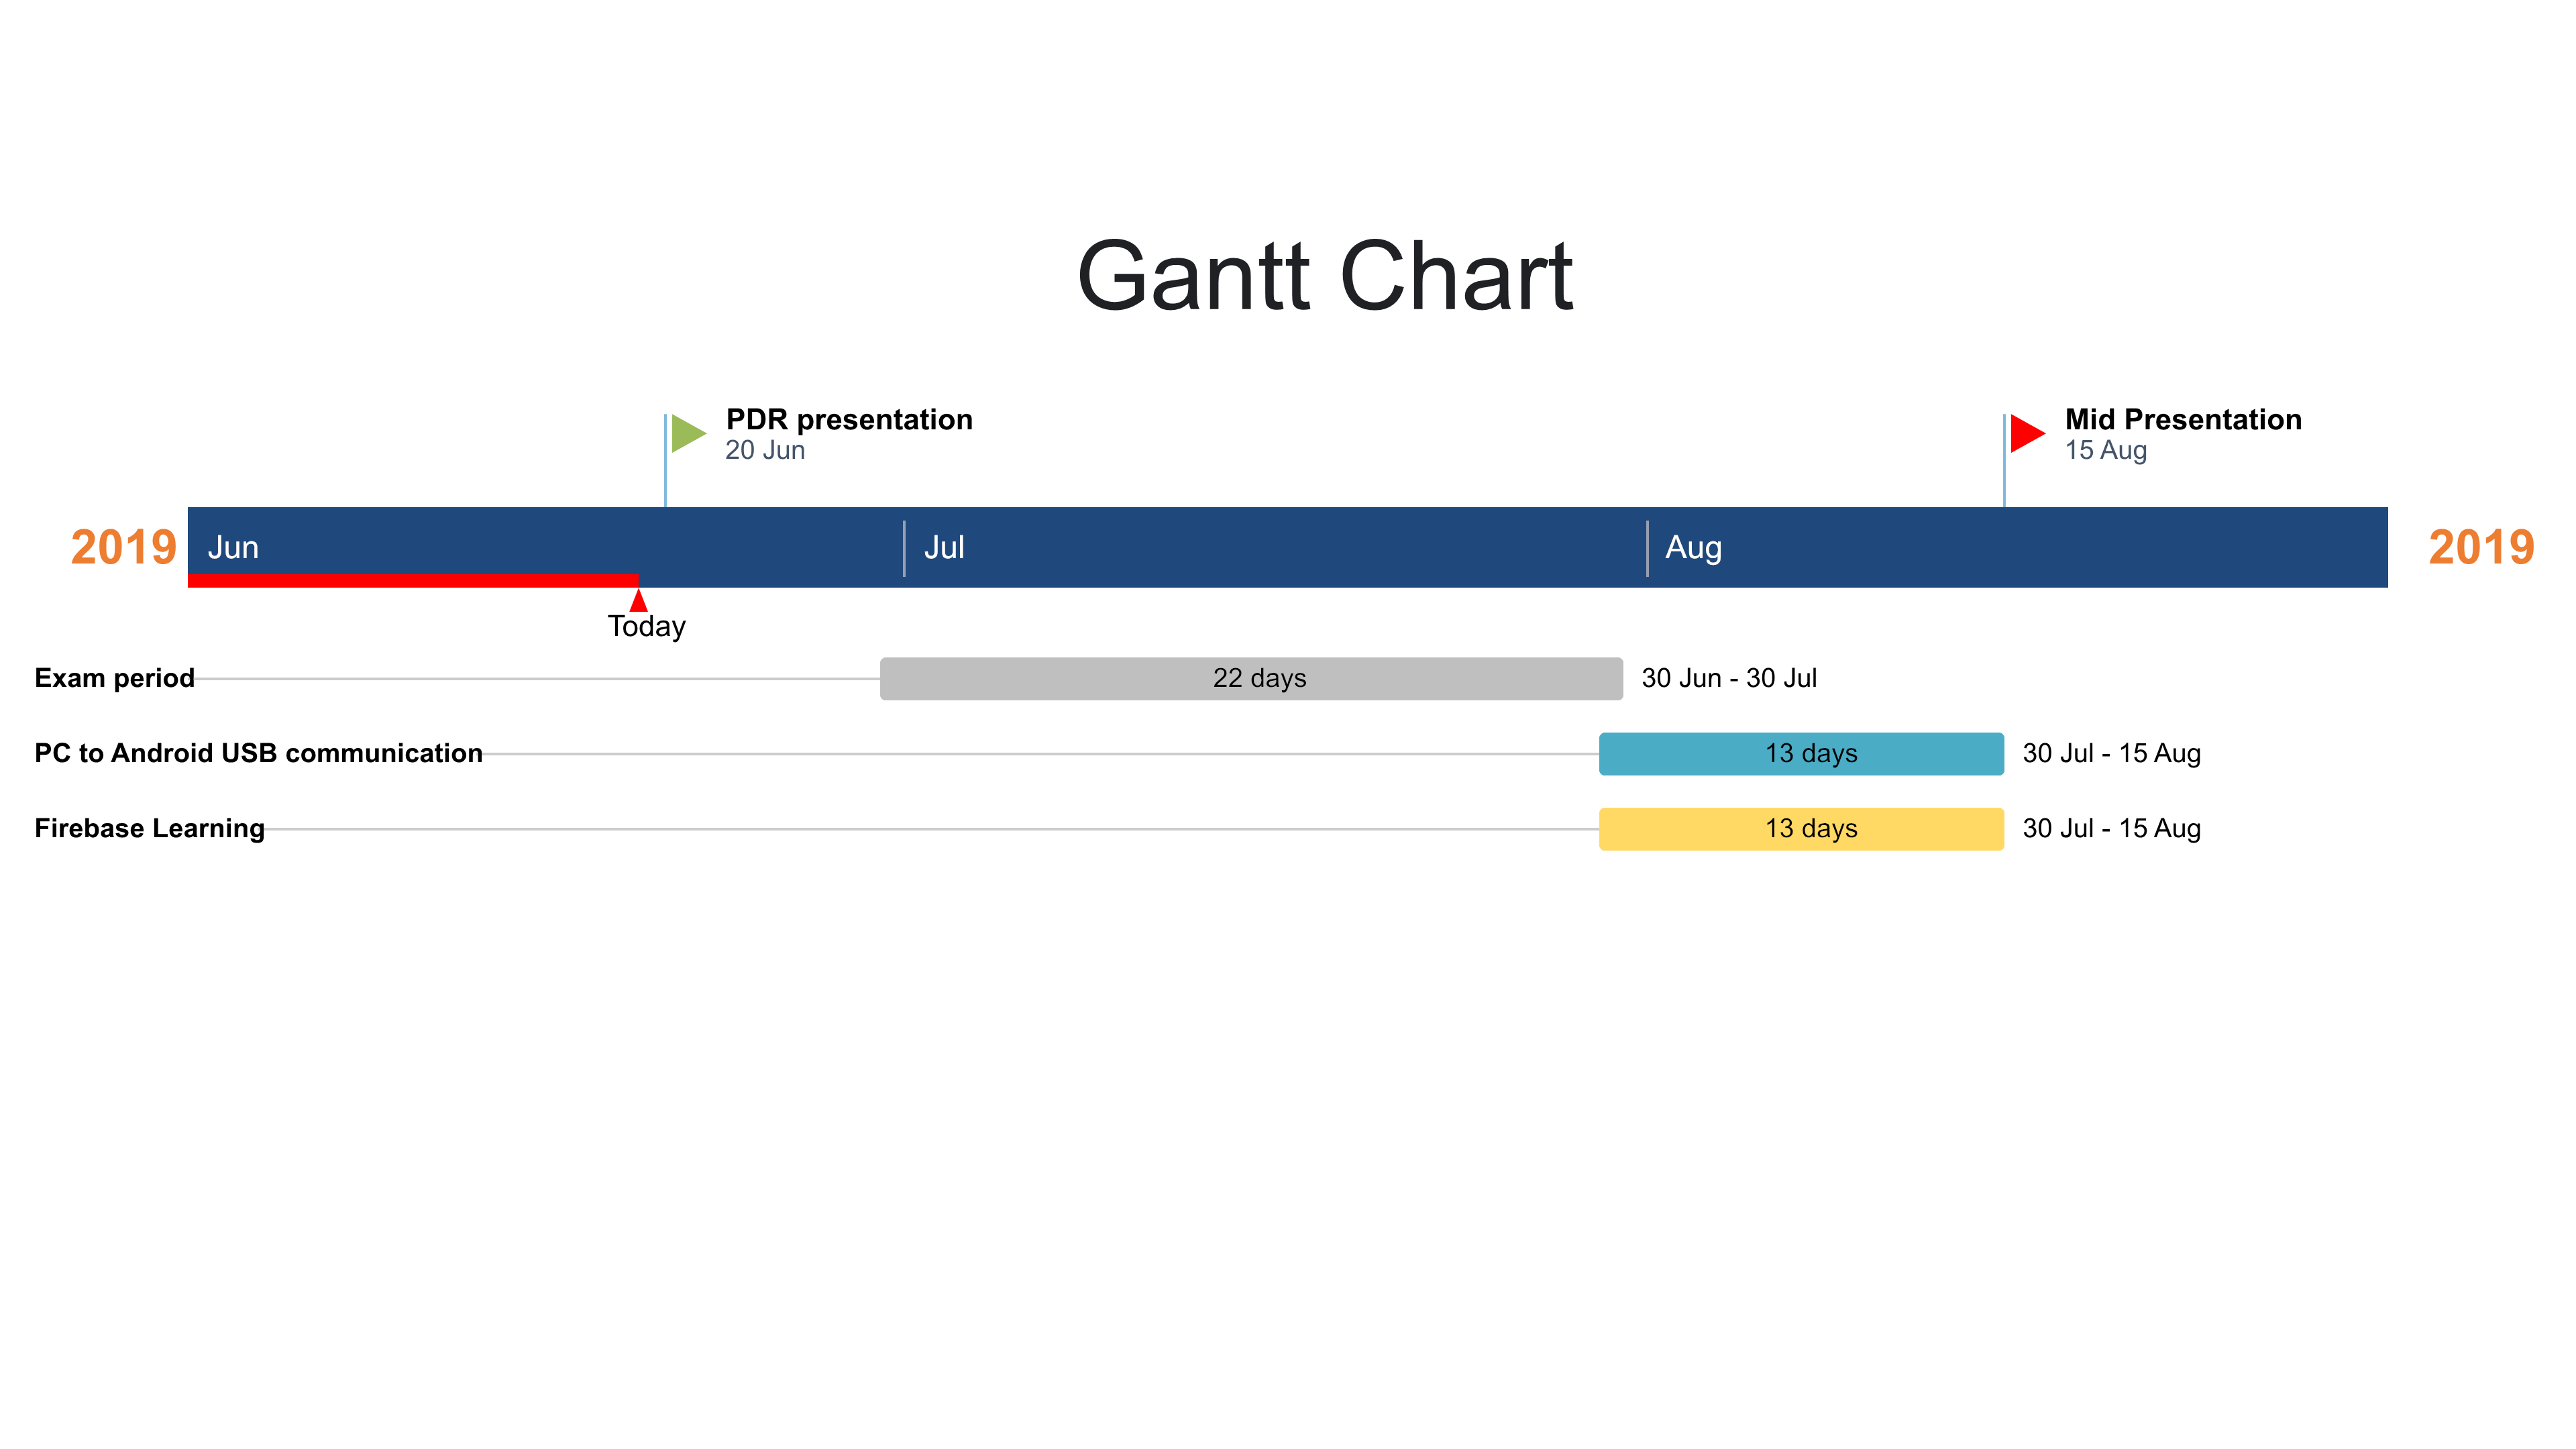 Gantt Chart
PDR presentation
20 Jun
Mid Presentation
15 Aug
2019
Jun
Jul
Aug
2019
Today
Exam period
22 days
30 Jun - 30 Jul
PC to Android USB communication
13 days
30 Jul - 15 Aug
Firebase Learning
13 days
30 Jul - 15 Aug